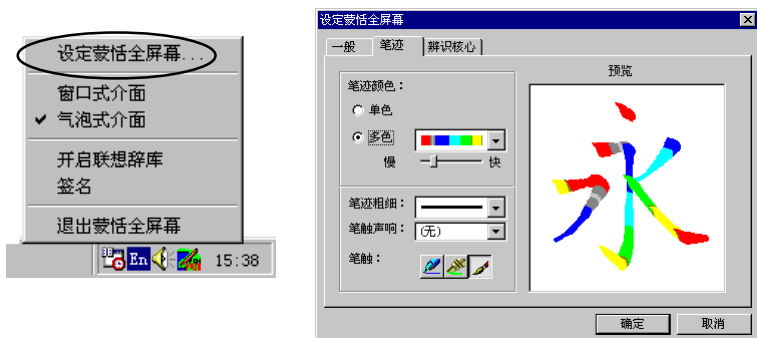 设定蒙恬全屏幕...
窗口式介面
气泡式介面
开启联想辞库
签名
退出蒙恬全屏幕
En
15:38
设定蒙恬全屏幕
一般
笔迹
辨识核心
笔迹颜色：
单色
多色
慢
快
笔迹粗细：
笔触声响：
(无)
笔触：
预览
永
确定
取消